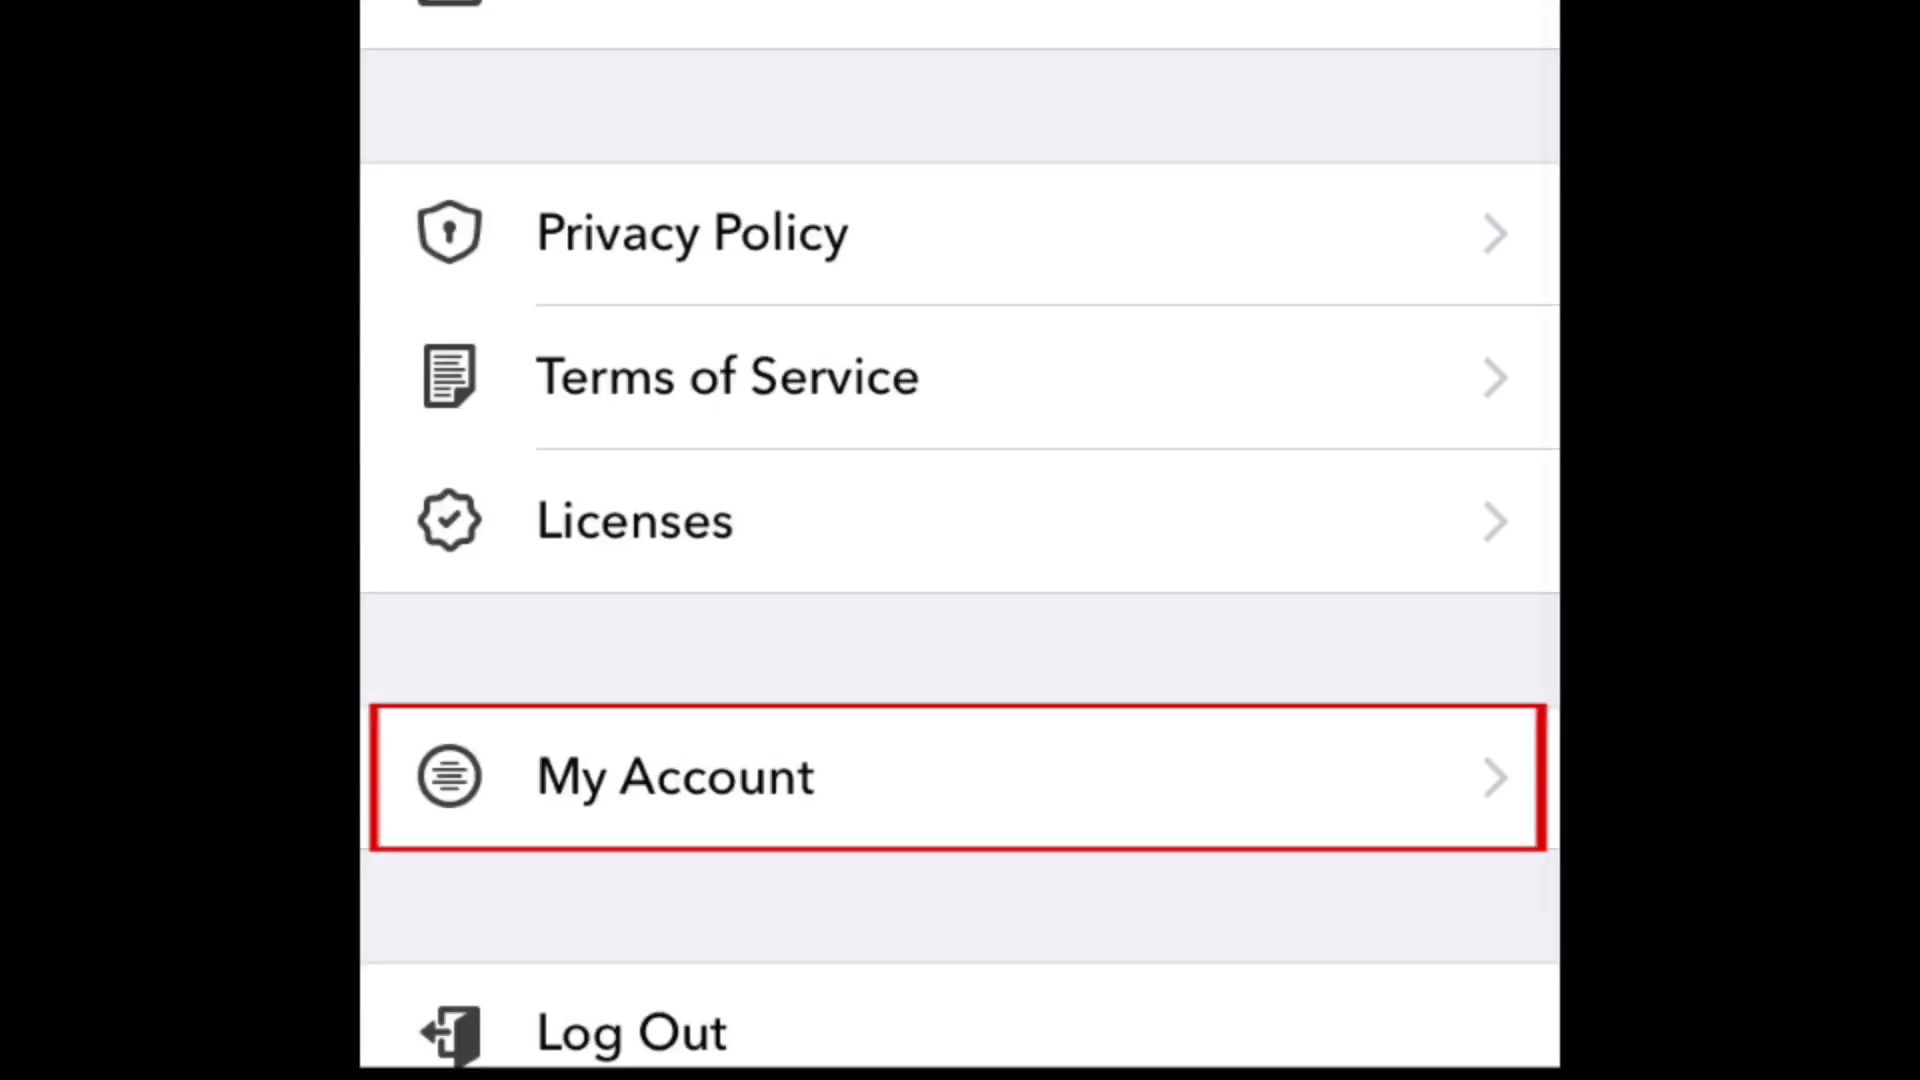 Privacy Policy
Terms of Service
Licenses
My Account
Log Out